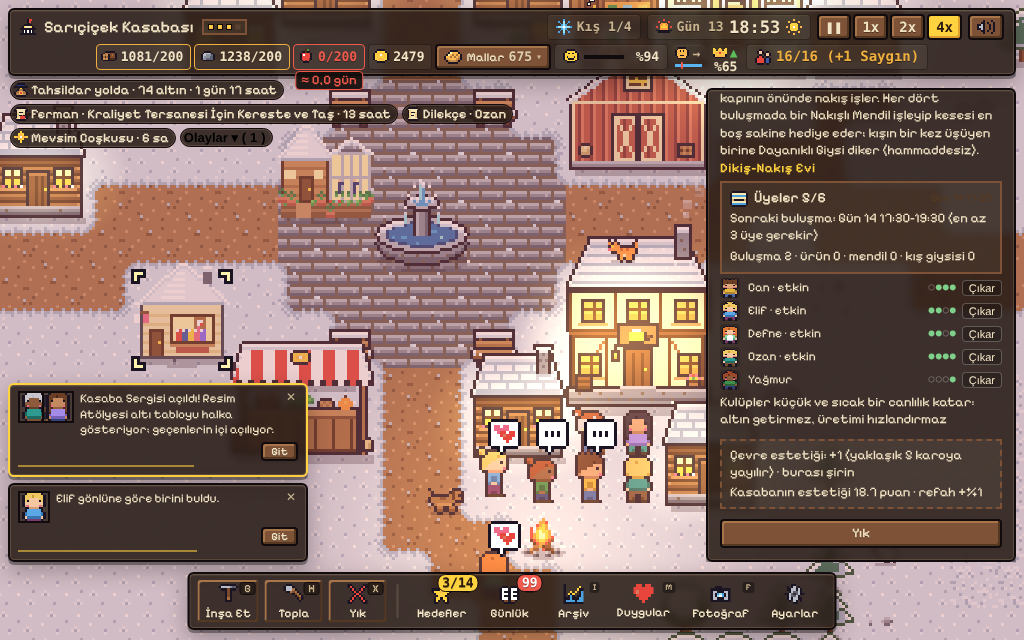 Sarıçiçek Kasabası
Kış 1/4
Gün 13 18:53
1x
2x
4x
1081/200
1238/200
0/200
2479
Mallar 675
%94
%65
16/16 (+1 Saygın)
≈ 0,0 gün
Tahsildar yolda · 74 altın · 1 gün 17 saat
Ferman · Kraliyet Tersanesi İçin Kereste ve Taş · 13 saat
Dilekçe · Ozan
Mevsim Coşkusu · 6 sa
Olaylar ▾ ( 1 )
kapının önünde nakış işler. Her dört
buluşmada bir Nakışlı Mendil işleyip kesesi en
boş sakine hediye eder; kışın bir kez üşüyen
birine Dayanıklı Giysi diker (hammaddesiz).
Dikiş-Nakış Evi
Üyeler 5/6
Sonraki buluşma: Gün 14 17:30-19:30 (en az
3 üye gerekir)
Buluşma 2 · ürün 0 · mendil 0 · kış giysisi 0
Can · etkin
Çıkar
Elif · etkin
Çıkar
Defne · etkin
Çıkar
Ozan · etkin
Çıkar
Yağmur
Çıkar
Kulüpler küçük ve sıcak bir canlılık katar:
altın getirmez, üretimi hızlandırmaz
Çevre estetiği: +1 (yaklaşık 5 karoya
yayılır) · burası şirin
Kasabanın estetiği 18.7 puan · refah +%1
Yık
Kasaba Sergisi açıldı! Resim
Atölyesi altı tabloyu halka
gösteriyor; geçenlerin içi açılıyor.
×
Git
Elif gönlüne göre birini buldu.
×
Git
İnşa Et
B
Topla
H
Yık
X
3/14
Hedefler
99
Günlük
Arşiv
I
Duygular
M
Fotoğraf
F
Ayarlar